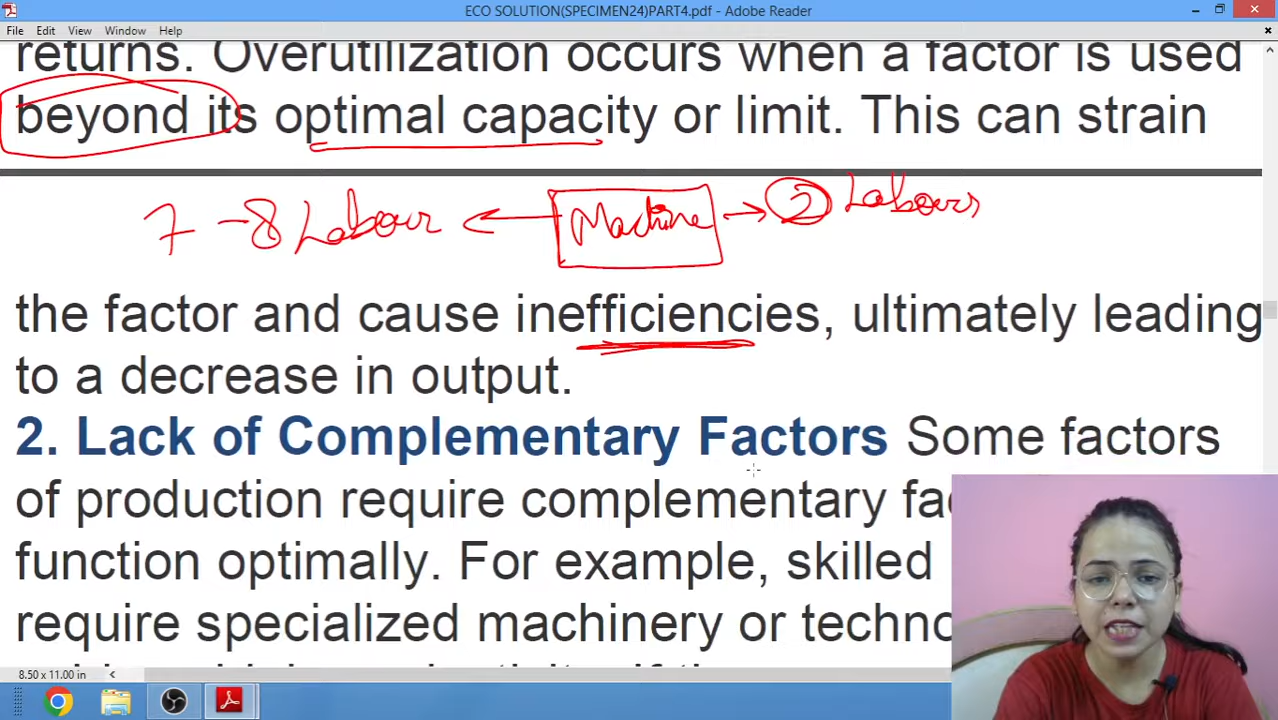 ECO SOLUTION(SPECIMEN24)PART4.pdf - Adobe Reader
File Edit View Window Help
returns. Overutilization occurs when a factor is used
beyond its optimal capacity or limit. This can strain
7 - 8 Labour Machine 2 Labours
the factor and cause inefficiencies, ultimately leading
to a decrease in output.
2. Lack of Complementary Factors Some factors
of production require complementary
function optimally. For example, skilled
require specialized machinery or
8.50 x 11.00 in